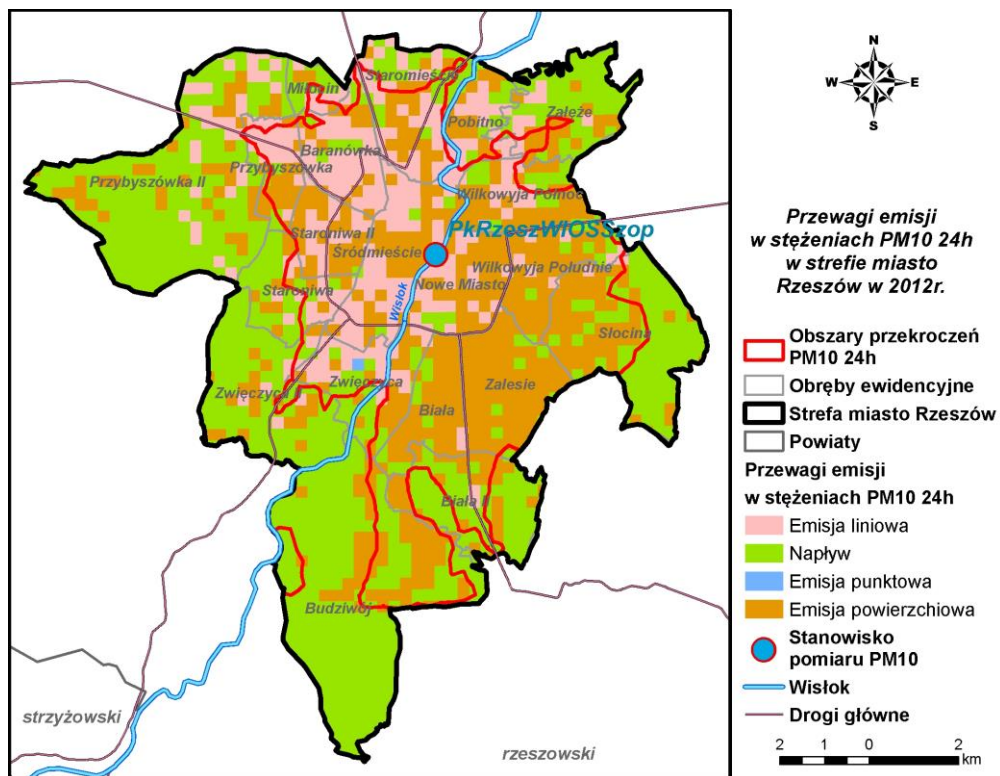 Staromieście
Miłocin
Pobitno
Załęże
Baranówka
Przybyszówka
Przybyszówka II
Wilkowyja Północ
PkRzeszWIOSSzop
Staroniwa II
Śródmieście
Wilkowyja Południe
Nowe Miasto
Staroniwa
Wisłok
Słocina
Zwięczyca
Zwięczyca
Zalesie
Biała
Biała II
Budziwój
strzyżowski
rzeszowski
N
W E
S
Przewagi emisji
w stężeniach PM10 24h
w strefie miasto
Rzeszów w 2012r.
Obszary przekroczeń
PM10 24h
Obręby ewidencyjne
Strefa miasto Rzeszów
Powiaty
Przewagi emisji
w stężeniach PM10 24h
Emisja liniowa
Napływ
Emisja punktowa
Emisja powierzchiowa
Stanowisko
pomiaru PM10
Wisłok
Drogi główne
2 1 0 2
km